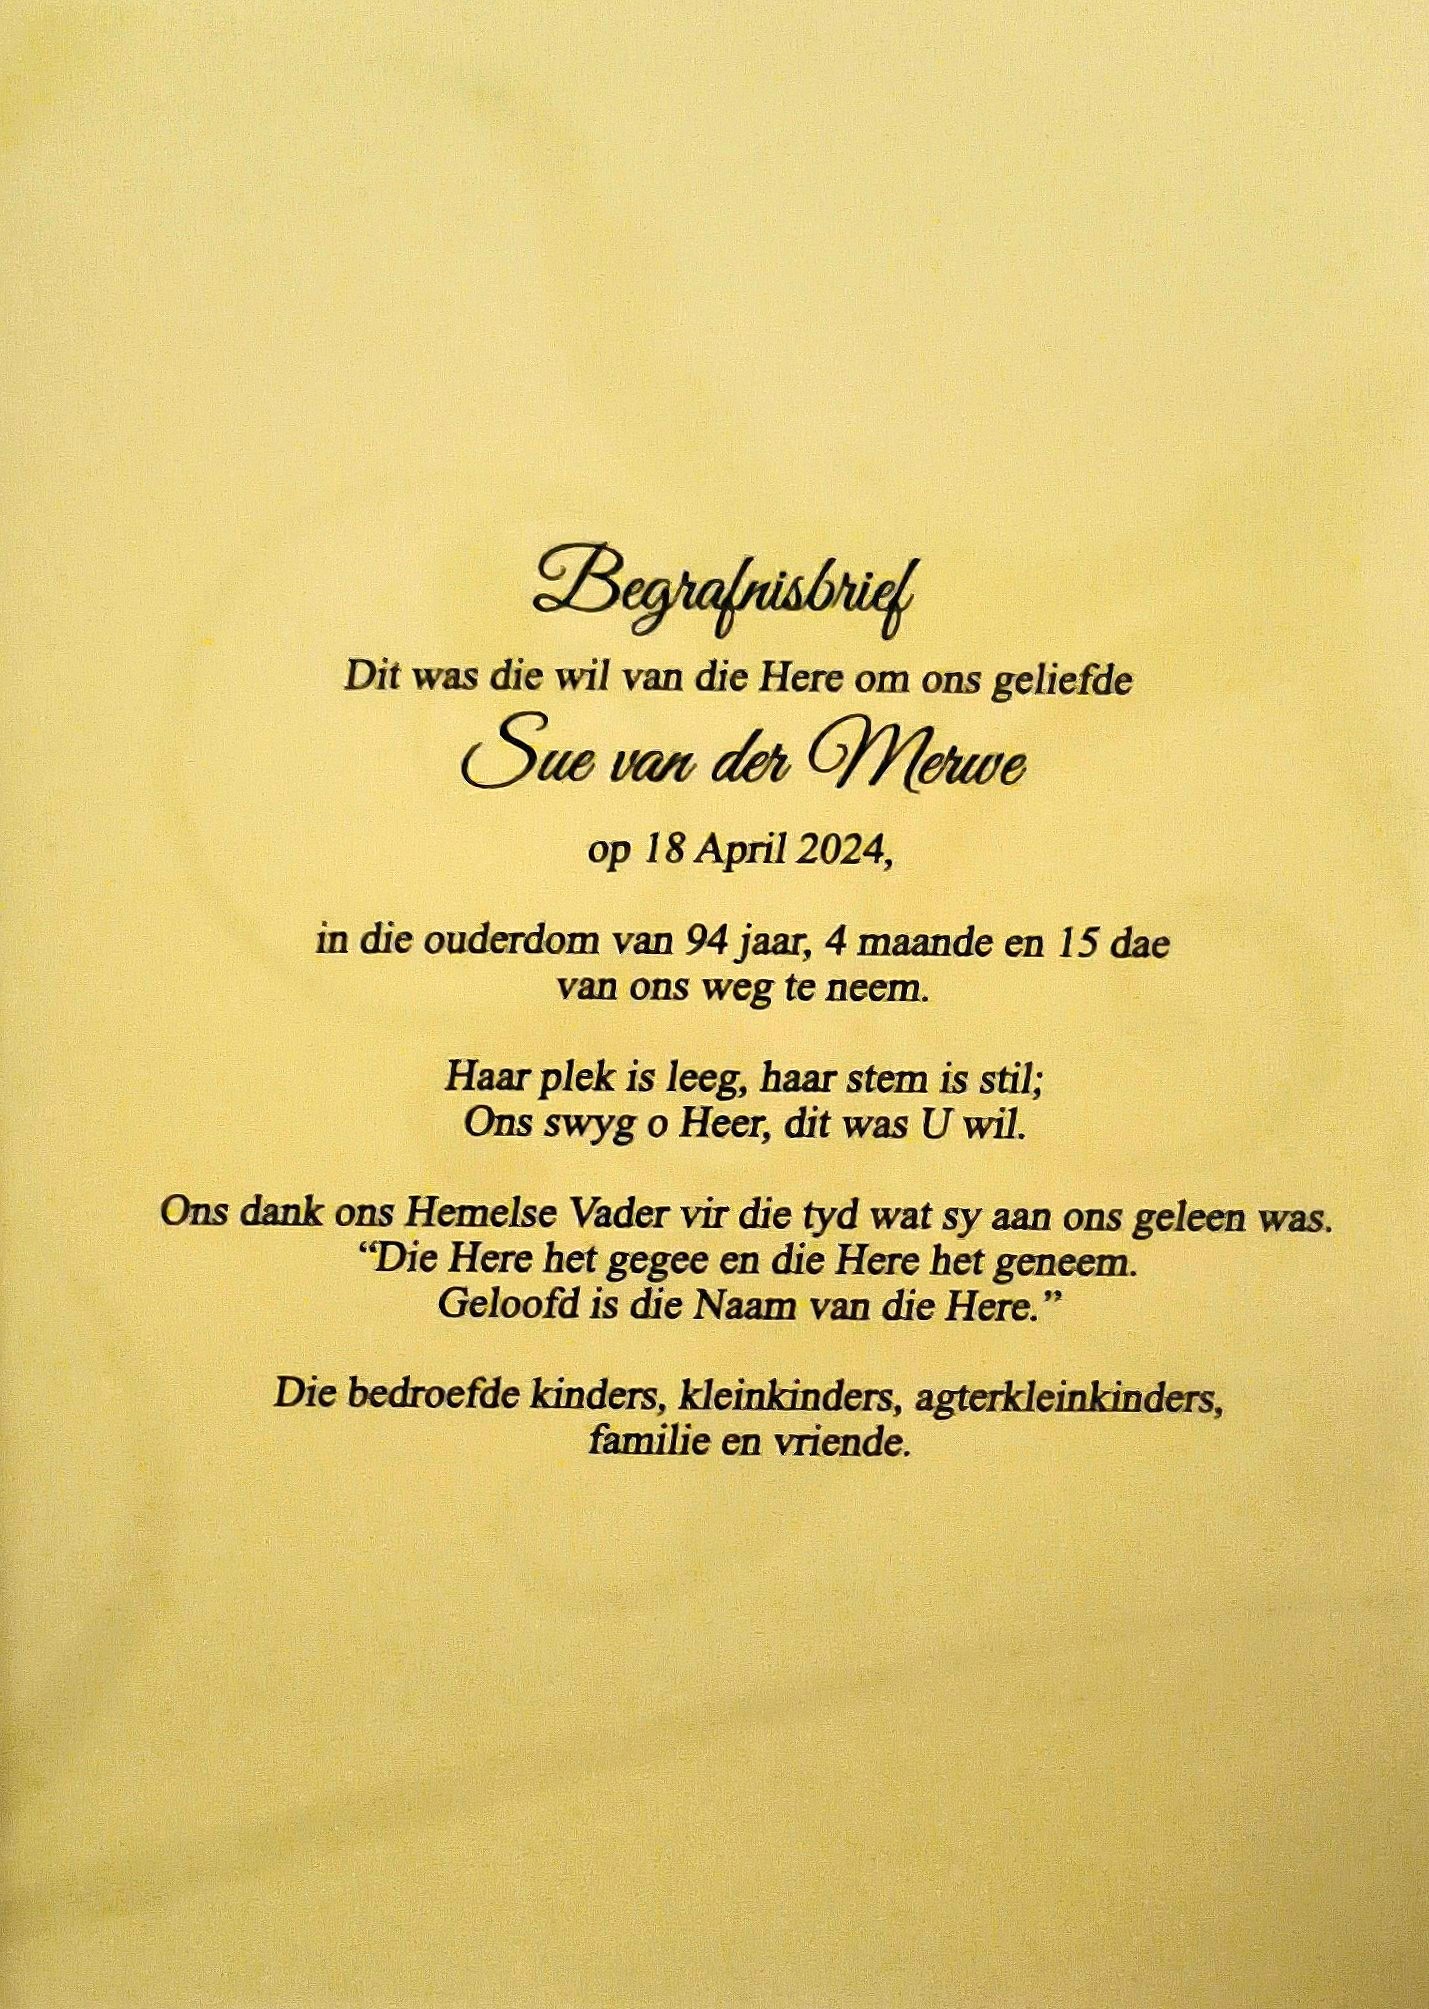 Begrafnisbrief
Dit was die wil van die Here om ons geliefde
Sue van der Merwe
op 18 April 2024,
in die ouderdom van 94 jaar, 4 maande en 15 dae
van ons weg te neem.
Haar plek is leeg, haar stem is stil;
Ons swyg o Heer, dit was U wil.
Ons dank ons Hemelse Vader vir die tyd wat sy aan ons geleen was.
“Die Here het gegee en die Here het geneem.
Geloofd is die Naam van die Here.”
Die bedroefde kinders, kleinkinders, agterkleinkinders,
familie en vriende.